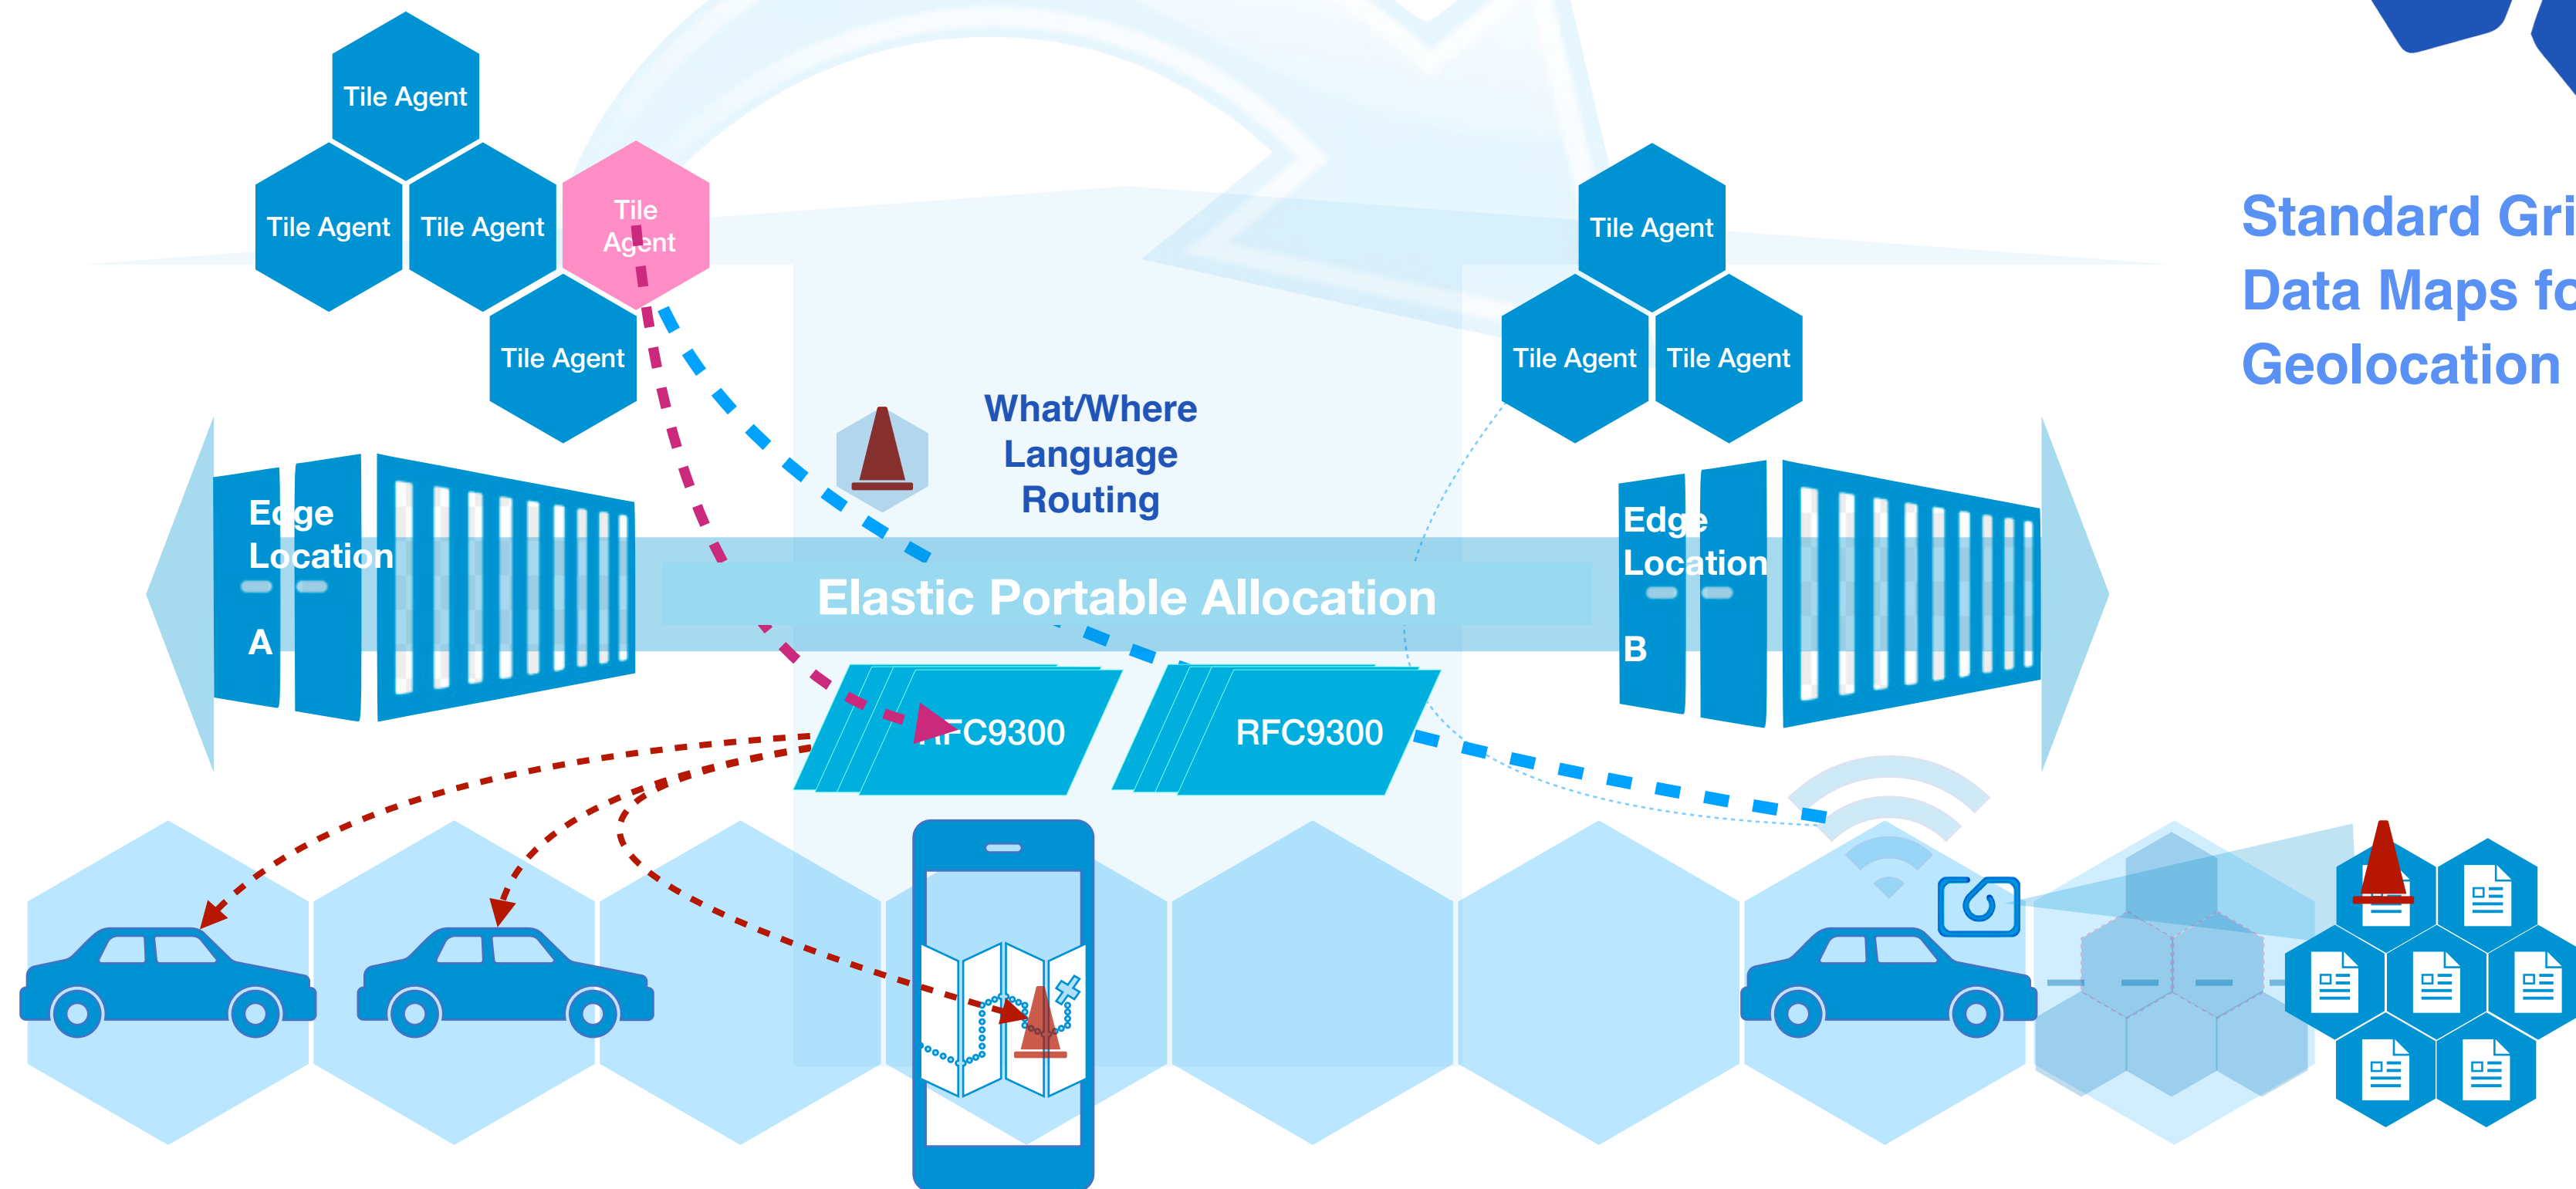 Tile Agent
Tile Agent
Tile Agent
Tile
Agent
Tile Agent
Tile Agent
Tile Agent
Tile Agent
Standard Gri
Data Maps fo
Geolocation
What/Where
Language
Routing
Edge
Location
A
Elastic Portable Allocation
Edge
Location
B
RFC9300
RFC9300